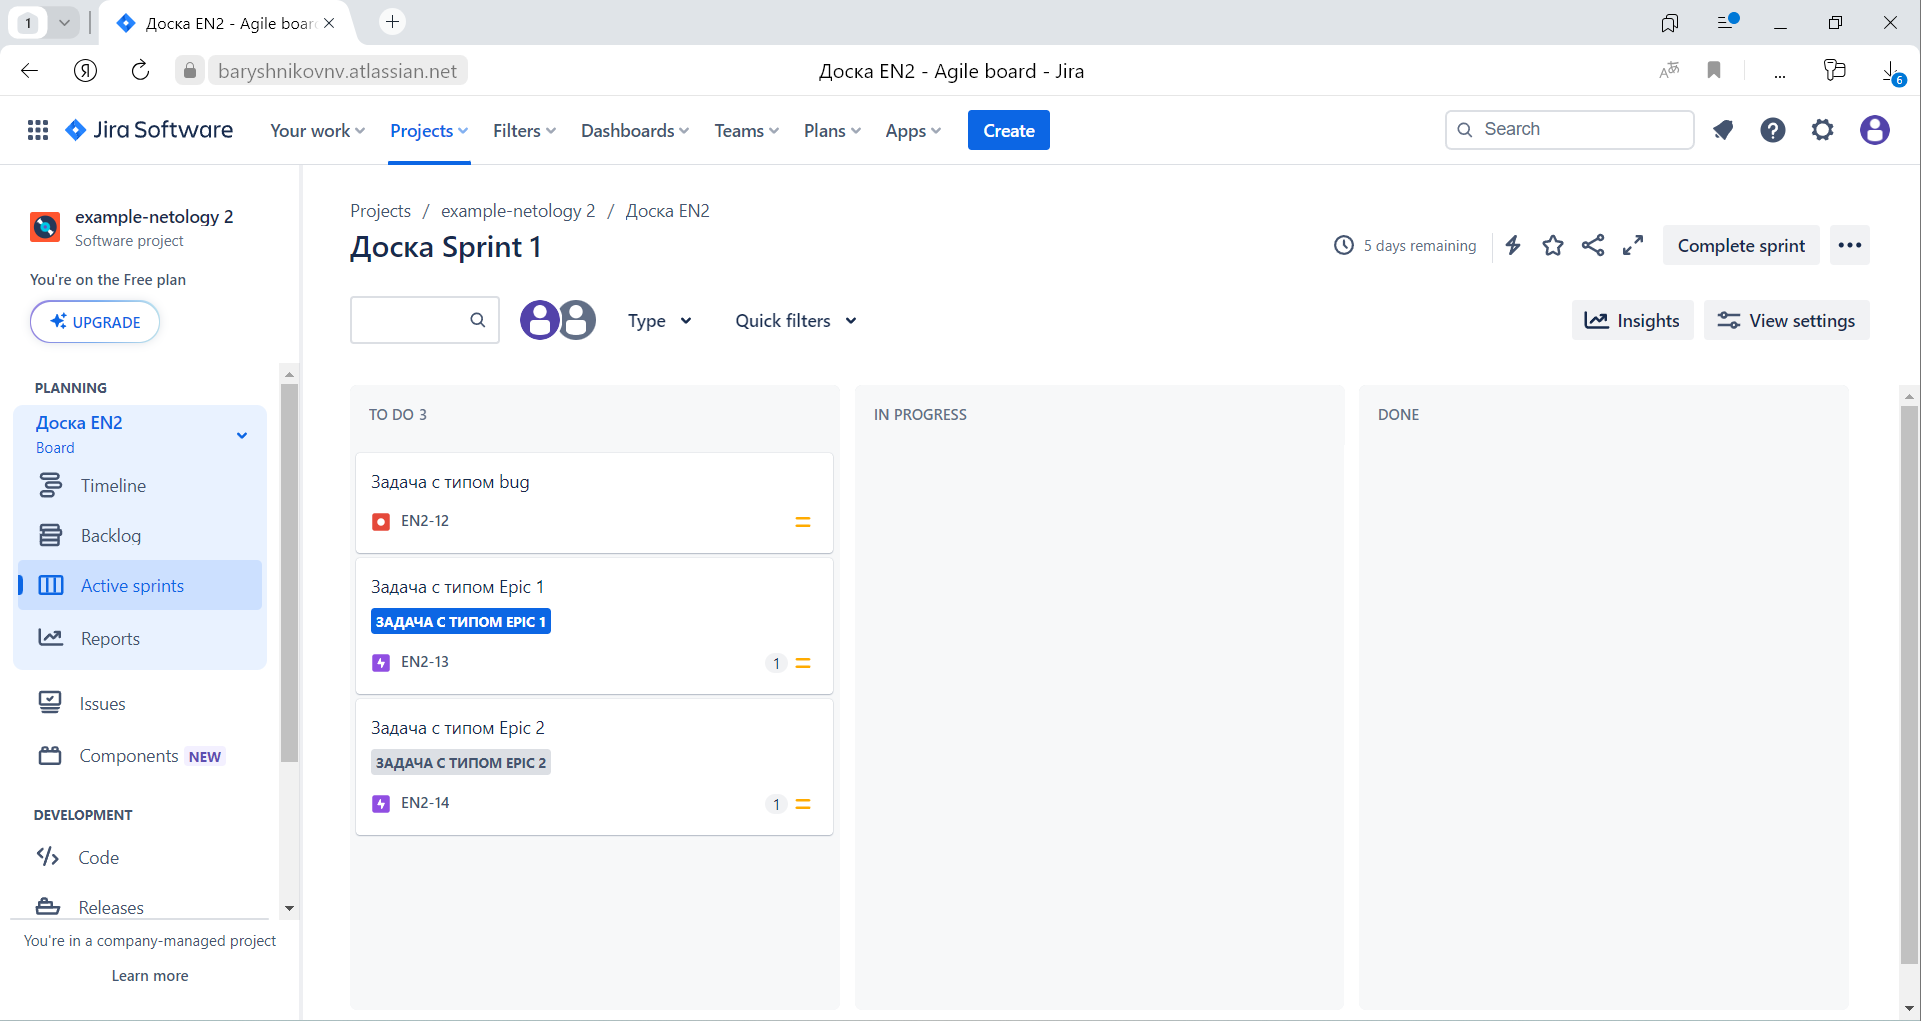 1
Доска EN2 - Agile boar
baryshnikovnv.atlassian.net
Доска EN2 - Agile board - Jira
6
Jira Software
Your work
Projects
Filters
Dashboards
Teams
Plans
Apps
Create
Search
example-netology 2
Software project
You're on the Free plan
UPGRADE
PLANNING
Доска EN2
Board
Timeline
Backlog
Active sprints
Reports
Issues
Components NEW
DEVELOPMENT
Code
Releases
You're in a company-managed project
Learn more
Projects / example-netology 2 / Доска EN2
Доска Sprint 1
5 days remaining
Complete sprint
Type
Quick filters
Insights
View settings
TO DO 3
Задача с типом bug
EN2-12
Задача с типом Epic 1
ЗАДАЧА С ТИПОМ EPIC 1
EN2-13
1
Задача с типом Epic 2
ЗАДАЧА С ТИПОМ EPIC 2
EN2-14
1
IN PROGRESS
DONE